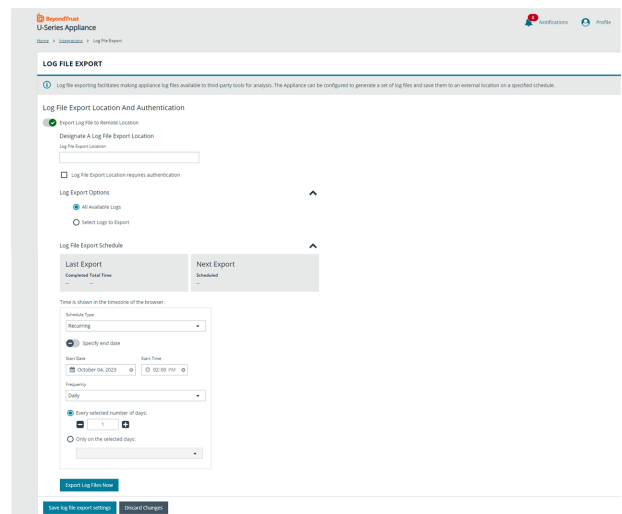 BeyondTrust
U-Series Appliance
3
Notifications
Profile
Home > Integrations > Log File Export
LOG FILE EXPORT
Log file exporting facilitates making appliance log files available to third-party tools for analysis. The Appliance can be configured to generate a set of log files and save them to an external location on a specified schedule.
Log File Export Location And Authentication
Export Log File to Remote Location
Designate A Log File Export Location
Log File Export Location
Log File Export Location requires authentication
Log Export Options
All Available Logs
Select Logs to Export
Log File Export Schedule
Last Export
Completed Total Time
-- --
Next Export
Scheduled
--
Time is shown in the timezone of the browser.
Schedule Type
Recurring
Specify end date
Start Date Start Time
October 04, 2023 02:00 PM
Frequency
Daily
Every selected number of days:
1
Only on the selected days:
Export Log Files Now
Save log file export settings Discard Changes